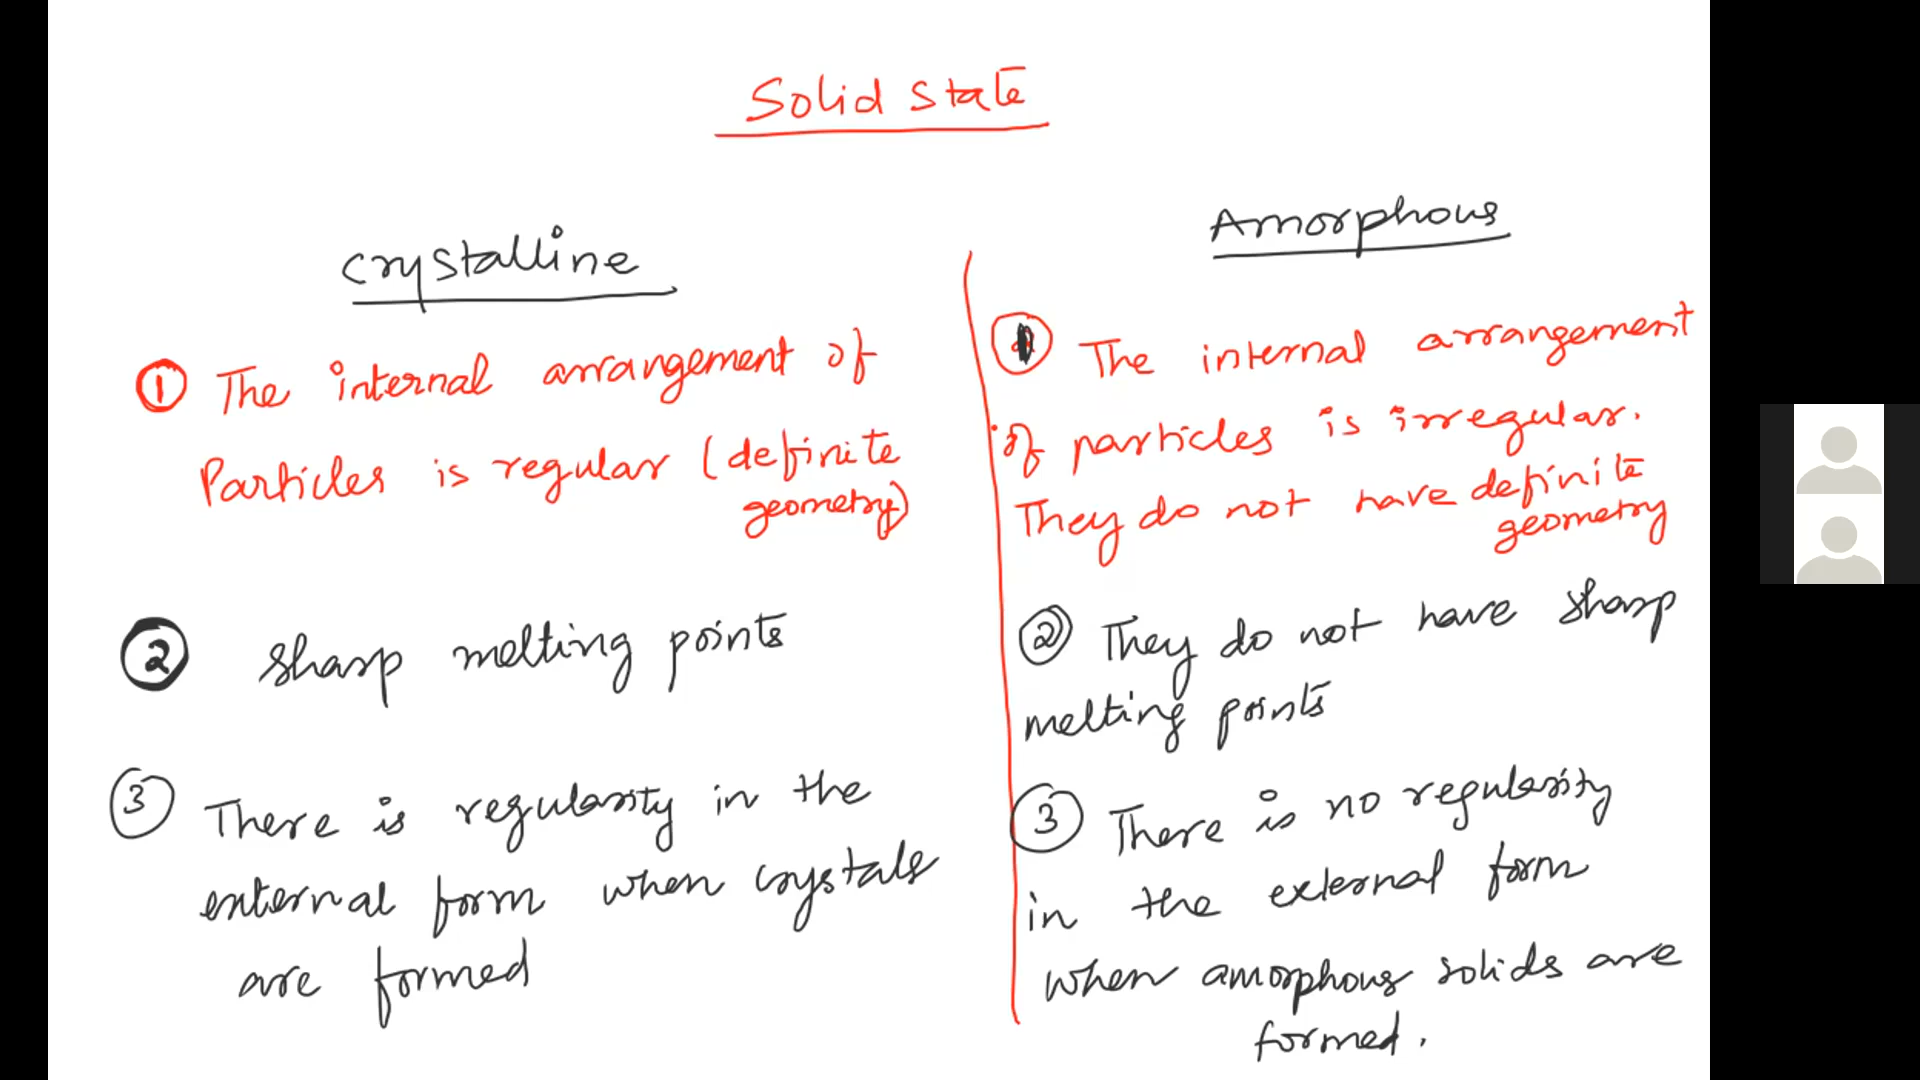 Solid state
Crystalline
① The internal arrangement of
Particles is regular (definite
geometry)
② Sharp melting points
③ There is regularity in the
external form when crystals
are formed
Amorphous
① The internal arrangement
of particles is irregular.
They do not have definite
geometry
② They do not have sharp
melting points
③ There is no regularity
in the external form
when amorphous solids are
formed.